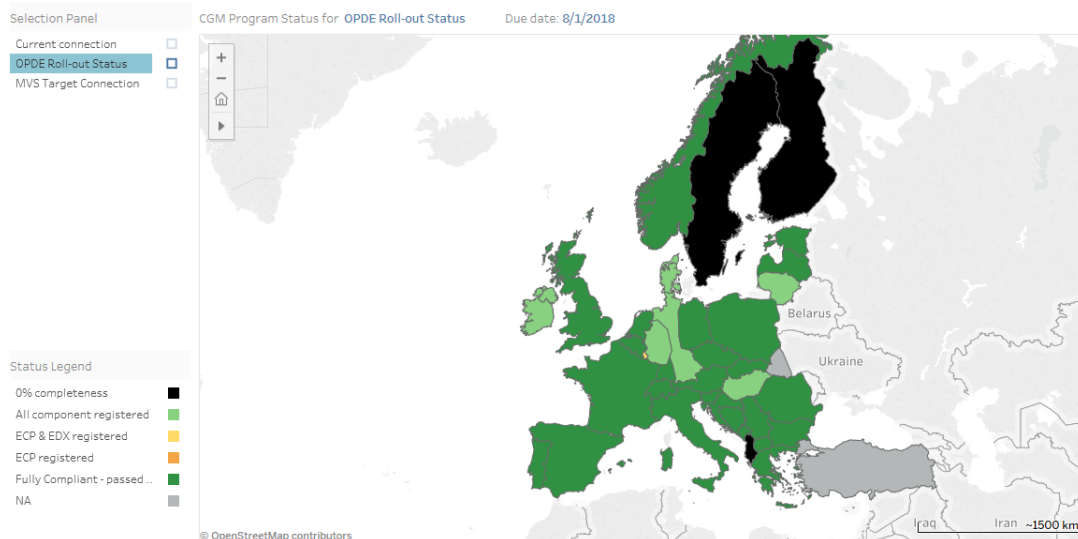 Selection Panel
CGM Program Status for OPDE Roll-out Status Due date: 8/1/2018
Current connection
OPDE Roll-out Status
MVS Target Connection
Belarus
Ukraine
Status Legend
0% completeness
All component registered
ECP & EDX registered
ECP registered
Fully Compliant - passed ..
NA
Iraq
Iran
~1500 km
© OpenStreetMap contributors